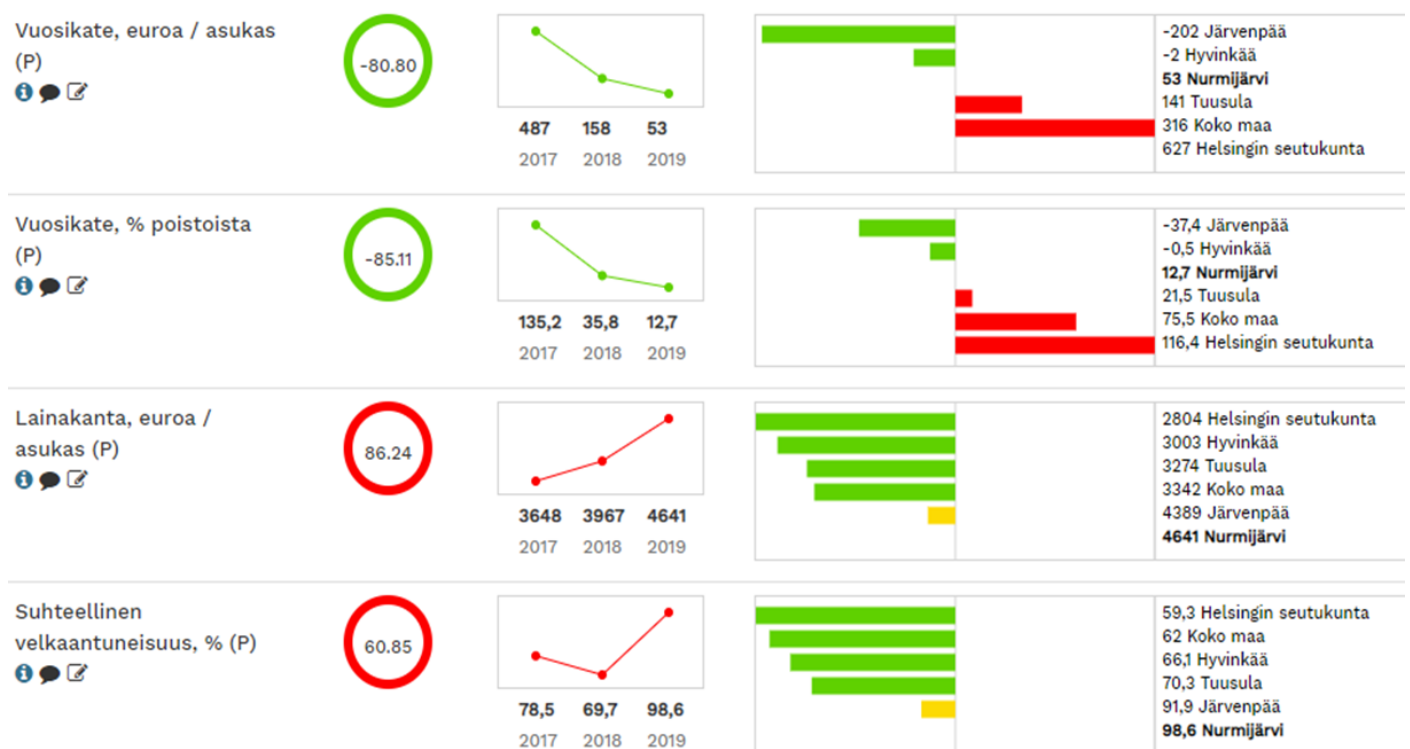 Vuosikate, euroa / asukas
(P)
-80.80
487 158 53
2017 2018 2019
-202 Järvenpää
-2 Hyvinkää
53 Nurmijärvi
141 Tuusula
316 Koko maa
627 Helsingin seutukunta
Vuosikate, % poistoista
(P)
-85.11
135,2 35,8 12,7
2017 2018 2019
-37,4 Järvenpää
-0,5 Hyvinkää
12,7 Nurmijärvi
21,5 Tuusula
75,5 Koko maa
116,4 Helsingin seutukunta
Lainakanta, euroa /
asukas (P)
86.24
3648 3967 4641
2017 2018 2019
2804 Helsingin seutukunta
3003 Hyvinkää
3274 Tuusula
3342 Koko maa
4389 Järvenpää
4641 Nurmijärvi
Suhteellinen
velkaantuneisuus, % (P)
60.85
78,5 69,7 98,6
2017 2018 2019
59,3 Helsingin seutukunta
62 Koko maa
66,1 Hyvinkää
70,3 Tuusula
91,9 Järvenpää
98,6 Nurmijärvi